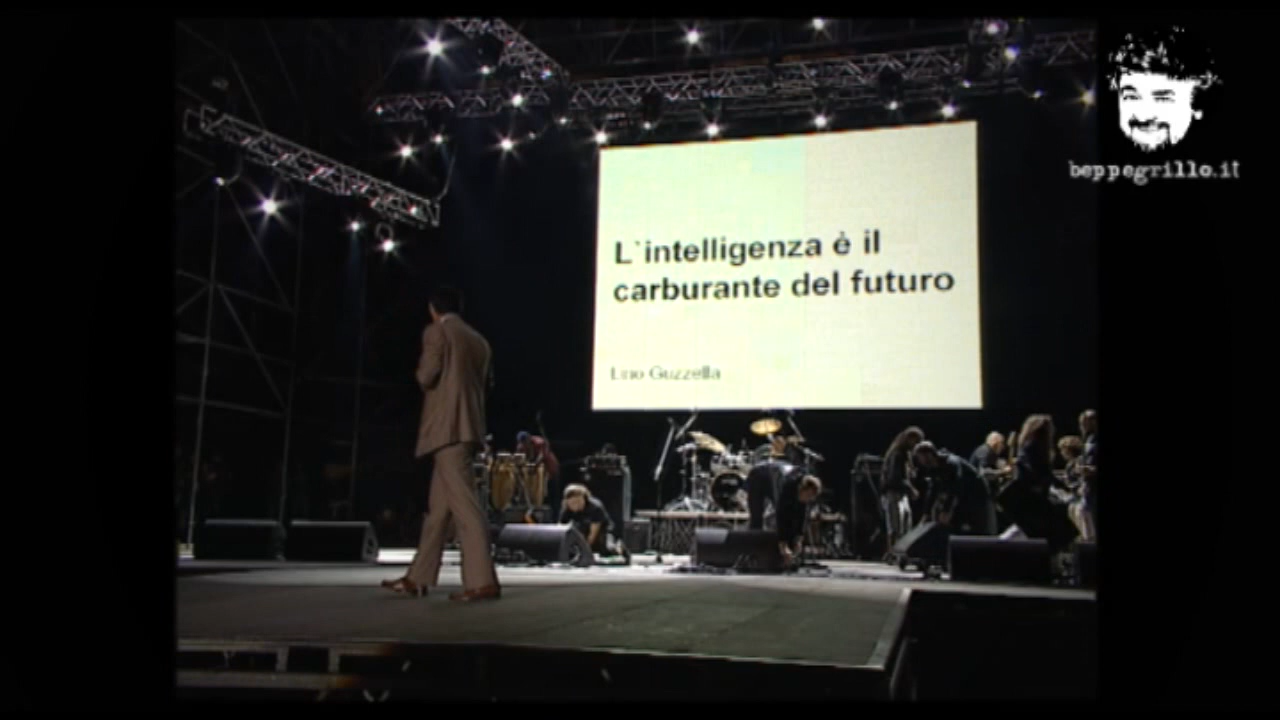 beppegrillo.it
L`intelligenza è il
carburante del futuro
Lino Guzzella